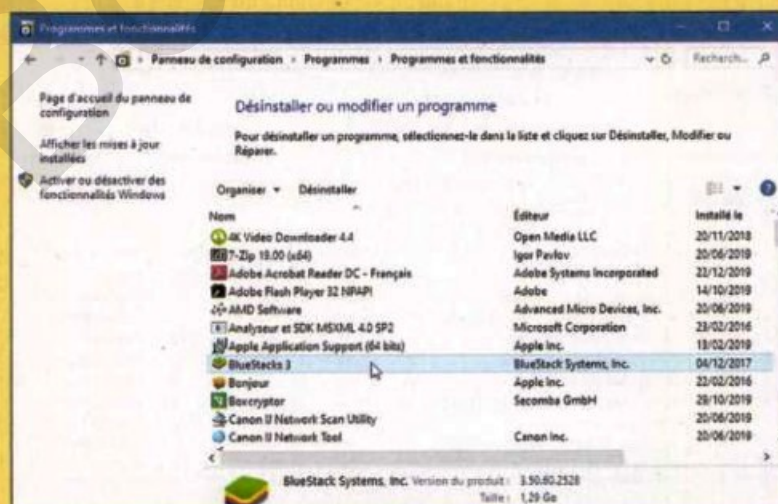 Programmes et fonctionnalités
Panneau de configuration › Programmes › Programmes et fonctionnalités
Recherch...
Page d'accueil du panneau de configuration
Afficher les mises à jour installées
Activer ou désactiver des fonctionnalités Windows
Désinstaller ou modifier un programme
Pour désinstaller un programme, sélectionnez-le dans la liste et cliquez sur Désinstaller, Modifier ou
Réparer.
Organiser Désinstaller
Nom Éditeur Installé le
4K Video Downloader 4.4 Open Media LLC 20/11/2018
7-Zip 19.00 (x64) Igor Pavlov 20/06/2019
Adobe Acrobat Reader DC - Français Adobe Systems Incorporated 22/12/2019
Adobe Flash Player 32 NPAPI Adobe 14/10/2019
AMD Software Advanced Micro Devices, Inc. 20/06/2019
Analyseur et SDK MSXML 4.0 SP2 Microsoft Corporation 23/02/2016
Apple Application Support (64 bits) Apple Inc. 13/02/2019
BlueStacks 3 BlueStack Systems, Inc. 04/12/2017
Bonjour Apple Inc. 22/02/2016
Boxcryptor Secomba GmbH 29/10/2019
Canon IJ Network Scan Utility 20/06/2019
Canon IJ Network Tool Canon Inc. 20/06/2019
BlueStack Systems, Inc. Version du produit : 3.50.60.2528
Taille : 1,29 Go